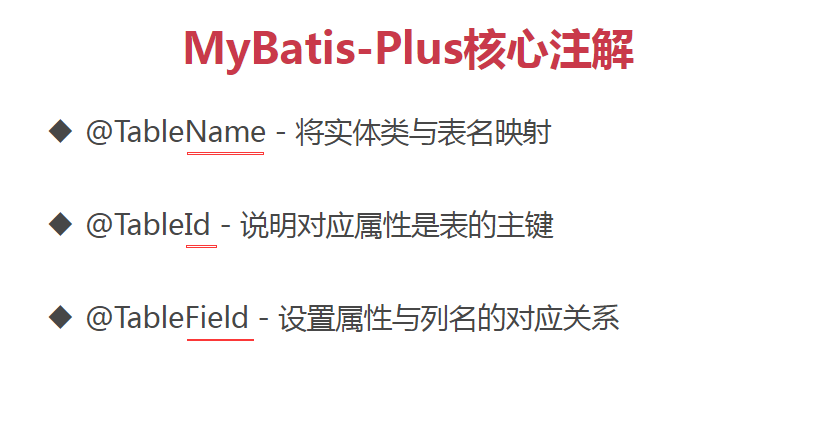 MyBatis-Plus核心注解
◆ @TableName - 将实体类与表名映射
◆ @TableId - 说明对应属性是表的主键
◆ @TableField - 设置属性与列名的对应关系